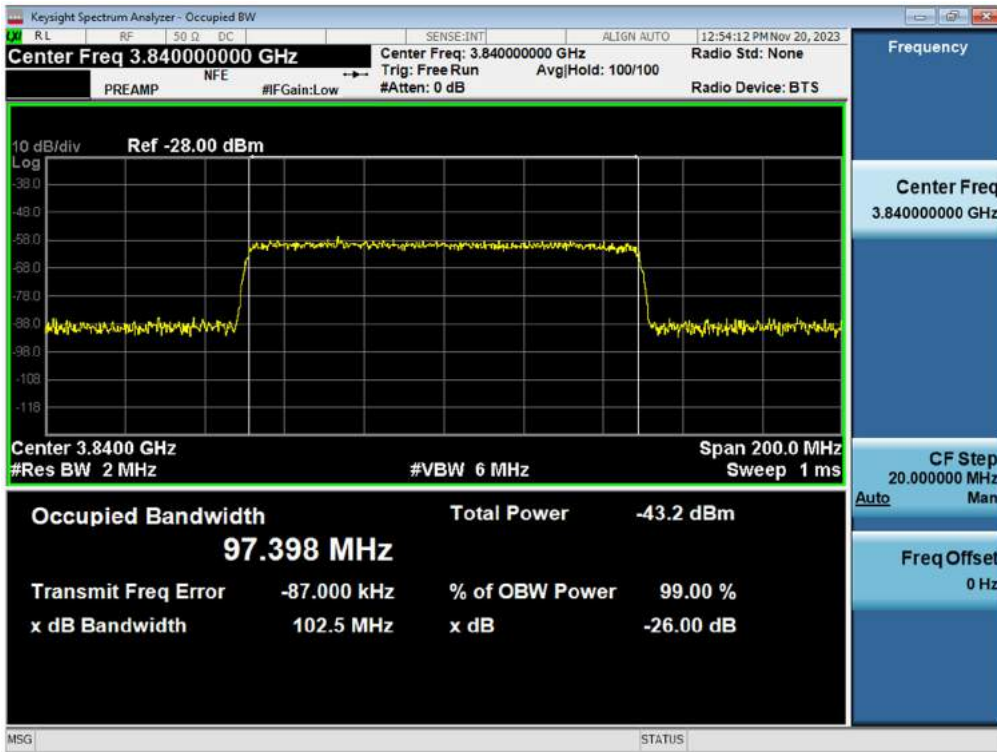 Keysight Spectrum Analyzer - Occupied BW
LXI RL RF 50 Ω DC SENSE:INT ALIGN AUTO 12:54:12 PM Nov 20, 2023
Center Freq 3.840000000 GHz
NFE
PREAMP #IFGain:Low
Center Freq: 3.840000000 GHz Radio Std: None
Trig: Free Run Avg|Hold: 100/100
#Atten: 0 dB Radio Device: BTS
10 dB/div Ref -28.00 dBm
Log
-38.0
-48.0
-58.0
-68.0
-78.0
-88.0
-98.0
-108
-118
Center 3.8400 GHz Span 200.0 MHz
#Res BW 2 MHz #VBW 6 MHz Sweep 1 ms
Occupied Bandwidth Total Power -43.2 dBm
97.398 MHz
Transmit Freq Error -87.000 kHz % of OBW Power 99.00 %
x dB Bandwidth 102.5 MHz x dB -26.00 dB
MSG STATUS
Frequency
Center Freq
3.840000000 GHz
CF Step
20.000000 MHz
Auto Man
Freq Offset
0 Hz